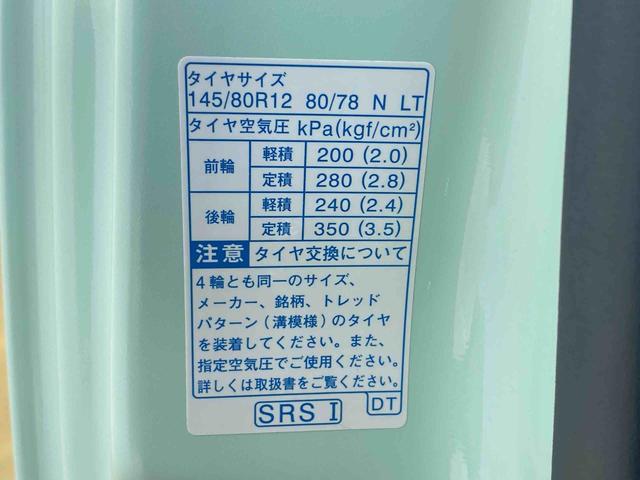 タイヤサイズ
145/80R12 80/78 N LT
タイヤ空気圧 kPa(kgf/cm²)
前輪 軽積 200 (2.0)
定積 280 (2.8)
後輪 軽積 240 (2.4)
定積 350 (3.5)
注意 タイヤ交換について
4輪とも同一のサイズ、
メーカー、銘柄、トレッド
パターン(溝模様)のタイヤ
を装着してください。また、
指定空気圧でご使用ください。
詳しくは取扱書をご覧ください。
SRS I DT